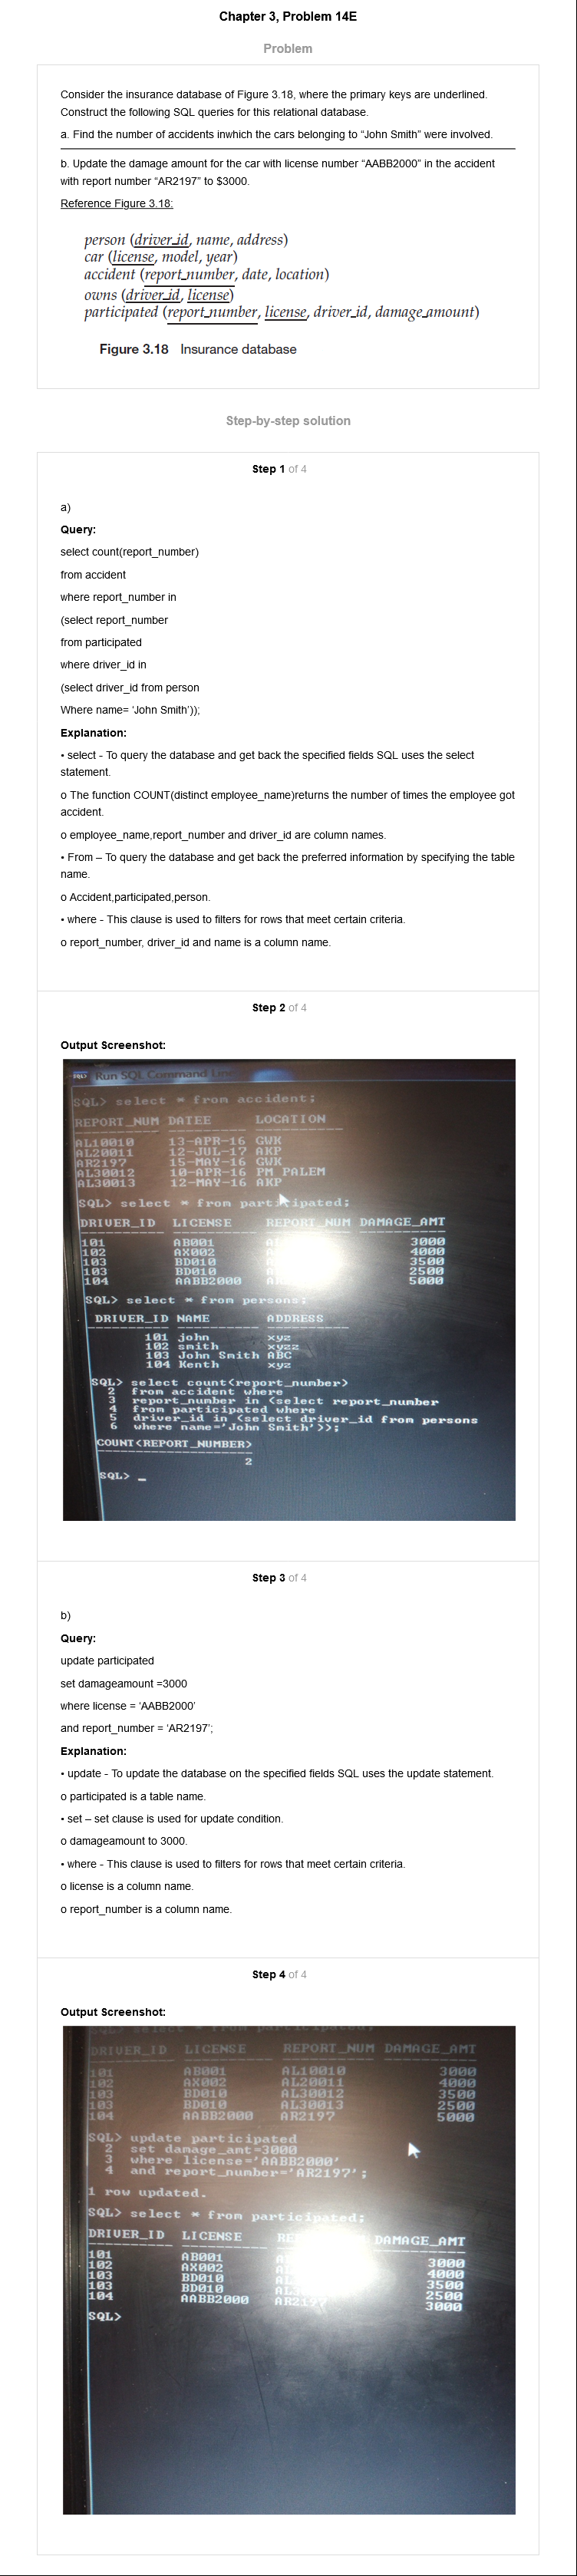 Chapter 3, Problem 14E
Problem
Consider the insurance database of Figure 3.18, where the primary keys are underlined.
Construct the following SQL queries for this relational database.
a. Find the number of accidents inwhich the cars belonging to “John Smith” were involved.
b. Update the damage amount for the car with license number “AABB2000” in the accident
with report number “AR2197” to $3000.
Reference Figure 3.18:
person (driver_id, name, address)
car (license, model, year)
accident (report_number, date, location)
owns (driver_id, license)
participated (report_number, license, driver_id, damage_amount)
Figure 3.18 Insurance database
Step-by-step solution
Step 1 of 4
a)
Query:
select count(report_number)
from accident
where report_number in
(select report_number
from participated
where driver_id in
(select driver_id from person
Where name= ‘John Smith’));
Explanation:
• select - To query the database and get back the specified fields SQL uses the select
statement.
o The function COUNT(distinct employee_name)returns the number of times the employee got
accident.
o employee_name,report_number and driver_id are column names.
• From – To query the database and get back the preferred information by specifying the table
name.
o Accident,participated,person.
• where - This clause is used to filters for rows that meet certain criteria.
o report_number, driver_id and name is a column name.
Step 2 of 4
Output Screenshot:
Run SQL Command Line
SQL> select * from accident;
REPORT_NUM DATEE LOCATION
AL10010 13-APR-16 GWK
AL20011 12-JUL-17 AKP
AR2197 15-MAY-16 GWK
AL30012 10-APR-16 PM PALEM
AL30013 12-MAY-16 AKP
SQL> select * from participated;
DRIVER_ID LICENSE REPORT_NUM DAMAGE_AMT
101 AB001 3000
102 AX002 4000
103 BD010 3500
103 BD010 2500
104 AABB2000 5000
SQL> select * from persons;
DRIVER_ID NAME ADDRESS
101 john xyz
102 smith xyzz
103 John Smith ABC
104 Kenth xyz
SQL> select count(report_number)
2 from accident where
3 report_number in (select report_number
4 from participated where
5 driver_id in (select driver_id from persons
6 where name='John Smith'));
COUNT(REPORT_NUMBER)
2
SQL> _
Step 3 of 4
b)
Query:
update participated
set damageamount =3000
where license = ‘AABB2000’
and report_number = ‘AR2197’;
Explanation:
• update - To update the database on the specified fields SQL uses the update statement.
o participated is a table name.
• set – set clause is used for update condition.
o damageamount to 3000.
• where - This clause is used to filters for rows that meet certain criteria.
o license is a column name.
o report_number is a column name.
Step 4 of 4
Output Screenshot:
SQL> select * from participated;
DRIVER_ID LICENSE REPORT_NUM DAMAGE_AMT
101 AB001 AL10010 3000
102 AX002 AL20011 4000
103 BD010 AL30012 3500
103 BD010 AL30013 2500
104 AABB2000 AR2197 5000
SQL> update participated
2 set damage_amt=3000
3 where license='AABB2000'
4 and report_number='AR2197';
1 row updated.
SQL> select * from participated;
DRIVER_ID LICENSE DAMAGE_AMT
101 AB001 3000
102 AX002 4000
103 BD010 3500
103 BD010 2500
104 AABB2000 AR2197 3000
SQL>